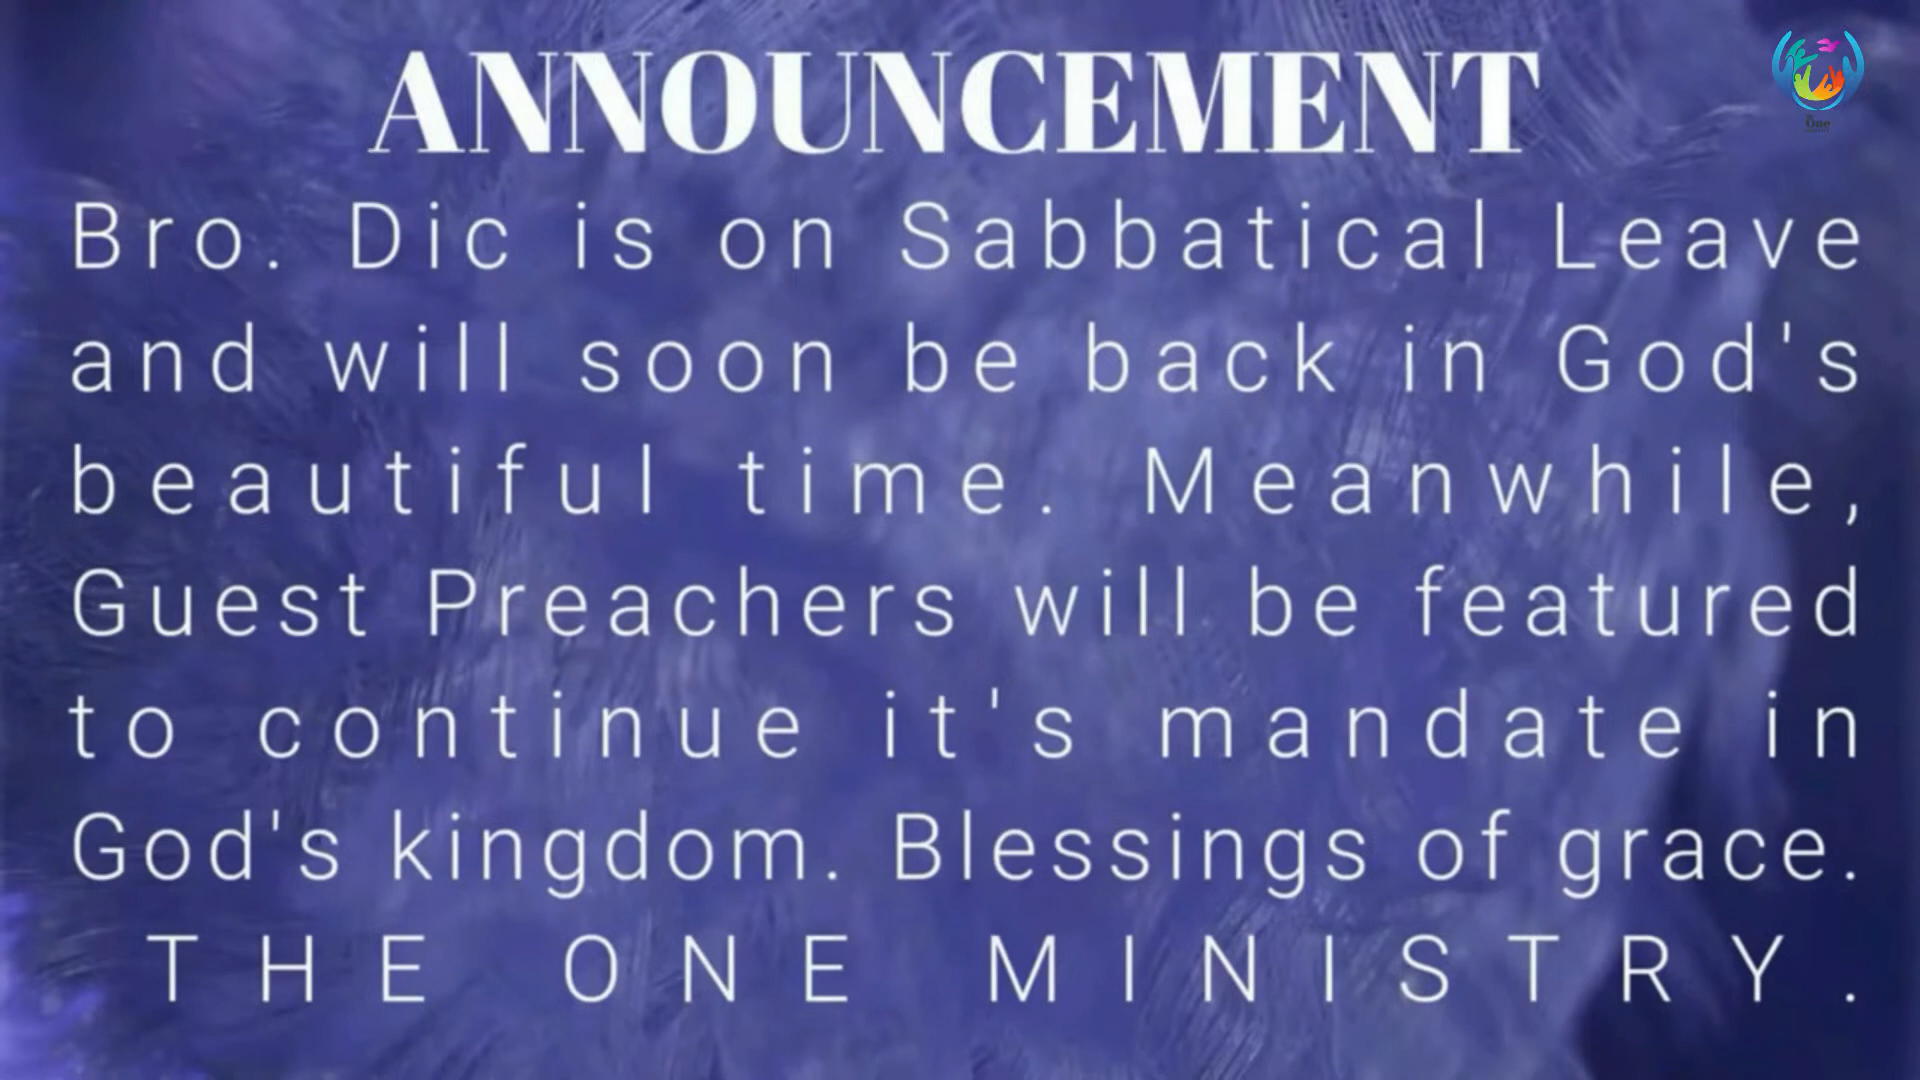 ANNOUNCEMENT
Bro. Dic is on Sabbatical Leave
and will soon be back in God's
beautiful time. Meanwhile,
Guest Preachers will be featured
to continue it's mandate in
God's kingdom. Blessings of grace.
THE ONE MINISTRY.
One